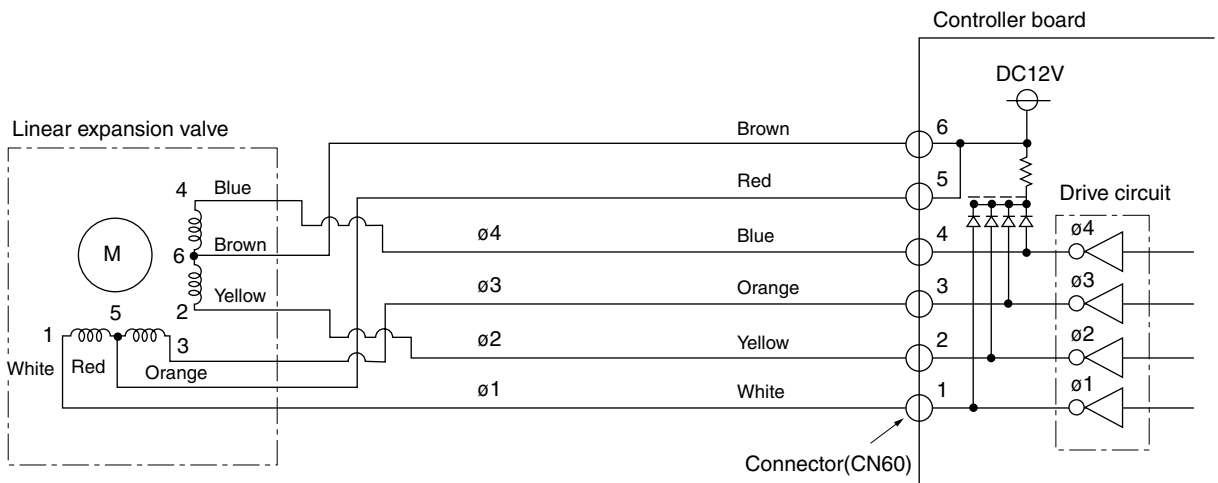 Controller board
DC12V
Linear expansion valve
Brown 6
4 Blue
Red 5
Drive circuit
ø4 Blue 4 ø4
M 6 Brown
ø3 Orange 3 ø3
2 Yellow
5
1 3
ø2 Yellow 2 ø2
White Red Orange
ø1 White 1 ø1
Connector(CN60)